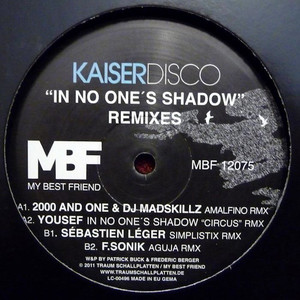 KAISERDISCO
“IN NO ONE´S SHADOW”
REMIXES
MBF
MBF 12075
MY BEST FRIEND
A1. 2000 AND ONE & DJ MADSKILLZ AMALFINO RMX
A2. YOUSEF IN NO ONE´S SHADOW “CIRCUS” RMX
B1. SÉBASTIEN LÉGER SIMPLISTIX RMX
B2. F.SONIK AGUJA RMX
W&P BY PATRICK BUCK & FREDERIC BERGER
© 2011 TRAUM SCHALLPLATTEN / MY BEST FRIEND
WWW.TRAUMSCHALLPLATTEN.DE
LC-00496 MADE IN EU GEMA